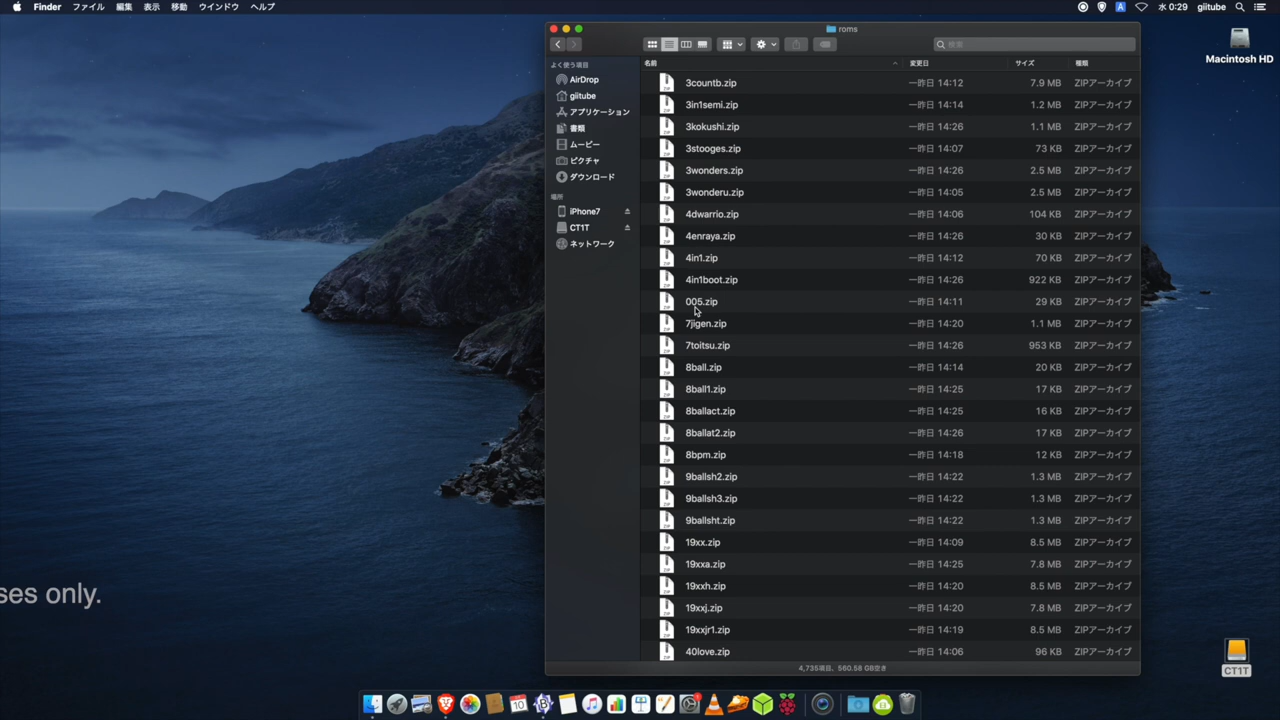 Finder ファイル 編集 表示 移動 ウインドウ ヘルプ
A 水 0:29 giitube
roms
検索
Macintosh HD
よく使う項目
AirDrop
giitube
アプリケーション
書類
ムービー
ピクチャ
ダウンロード
場所
iPhone7
CT1T
ネットワーク
名前 変更日 サイズ 種類
3countb.zip 一昨日 14:12 7.9 MB ZIPアーカイブ
3in1semi.zip 一昨日 14:14 1.2 MB ZIPアーカイブ
3kokushi.zip 一昨日 14:26 1.1 MB ZIPアーカイブ
3stooges.zip 一昨日 14:07 73 KB ZIPアーカイブ
3wonders.zip 一昨日 14:26 2.5 MB ZIPアーカイブ
3wonderu.zip 一昨日 14:05 2.5 MB ZIPアーカイブ
4dwarrio.zip 一昨日 14:06 104 KB ZIPアーカイブ
4enraya.zip 一昨日 14:26 30 KB ZIPアーカイブ
4in1.zip 一昨日 14:12 70 KB ZIPアーカイブ
4in1boot.zip 一昨日 14:26 922 KB ZIPアーカイブ
005.zip 一昨日 14:11 29 KB ZIPアーカイブ
7jigen.zip 一昨日 14:20 1.1 MB ZIPアーカイブ
7toitsu.zip 一昨日 14:26 953 KB ZIPアーカイブ
8ball.zip 一昨日 14:14 20 KB ZIPアーカイブ
8ball1.zip 一昨日 14:25 17 KB ZIPアーカイブ
8ballact.zip 一昨日 14:25 16 KB ZIPアーカイブ
8ballat2.zip 一昨日 14:26 17 KB ZIPアーカイブ
8bpm.zip 一昨日 14:18 12 KB ZIPアーカイブ
9ballsh2.zip 一昨日 14:22 1.3 MB ZIPアーカイブ
9ballsh3.zip 一昨日 14:22 1.3 MB ZIPアーカイブ
9ballsht.zip 一昨日 14:22 1.3 MB ZIPアーカイブ
19xx.zip 一昨日 14:09 8.5 MB ZIPアーカイブ
19xxa.zip 一昨日 14:25 7.8 MB ZIPアーカイブ
19xxh.zip 一昨日 14:20 8.5 MB ZIPアーカイブ
19xxj.zip 一昨日 14:20 7.8 MB ZIPアーカイブ
19xxjr1.zip 一昨日 14:19 8.5 MB ZIPアーカイブ
40love.zip 一昨日 14:06 96 KB ZIPアーカイブ
4,735項目、560.58 GB空き
ses only.
CT1T
10